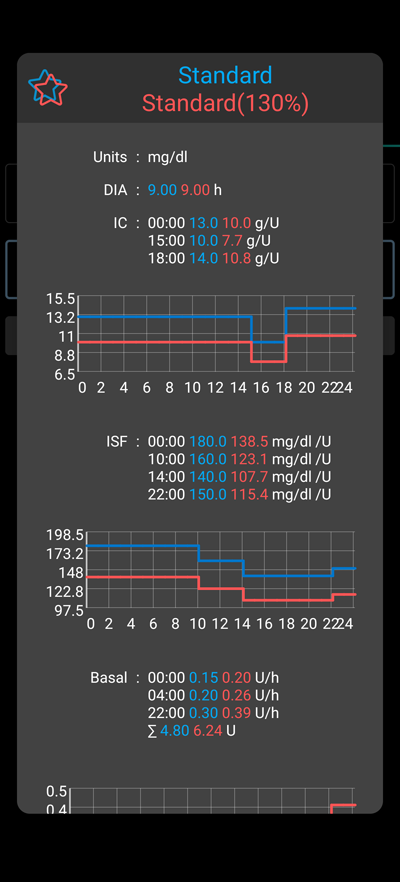 Standard
Standard(130%)
Units : mg/dl
DIA : 9.00 9.00 h
IC : 00:00 13.0 10.0 g/U
15:00 10.0 7.7 g/U
18:00 14.0 10.8 g/U
15.5
13.2
11
8.8
6.5
0 2 4 6 8 10 12 14 16 18 20 22 24
ISF : 00:00 180.0 138.5 mg/dl /U
10:00 160.0 123.1 mg/dl /U
14:00 140.0 107.7 mg/dl /U
22:00 150.0 115.4 mg/dl /U
198.5
173.2
148
122.8
97.5
0 2 4 6 8 10 12 14 16 18 20 22 24
Basal : 00:00 0.15 0.20 U/h
04:00 0.20 0.26 U/h
22:00 0.30 0.39 U/h
∑ 4.80 6.24 U
0.5
0.4